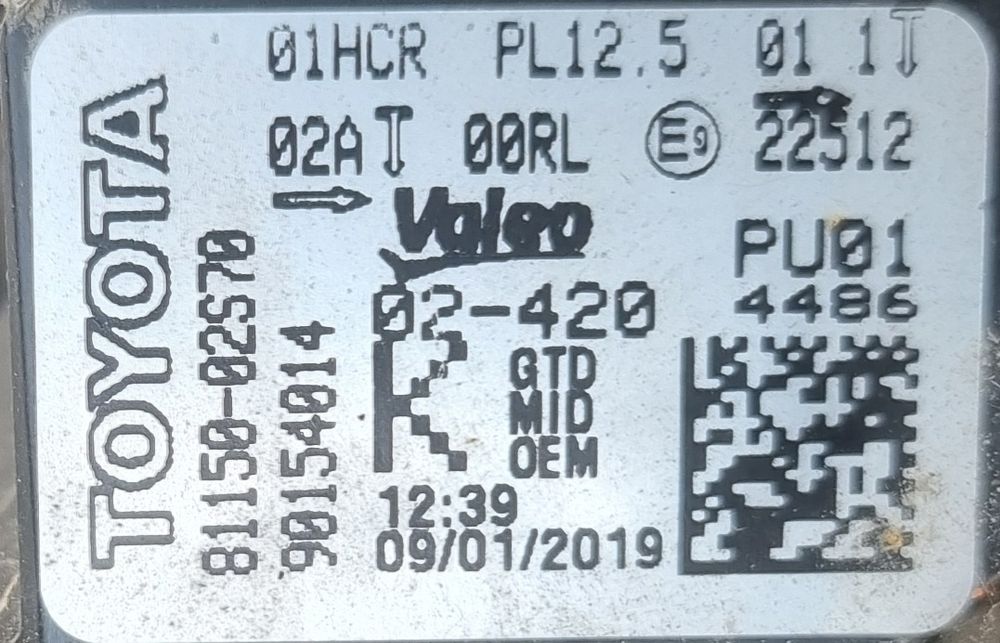 01HCR PL12.5 01 1
02A 00RL E9 22512
Valeo
PU01
4486
02-420
K
GTD
MID
OEM
12:39
09/01/2019
TOYOTA
81150-02S70
90154014